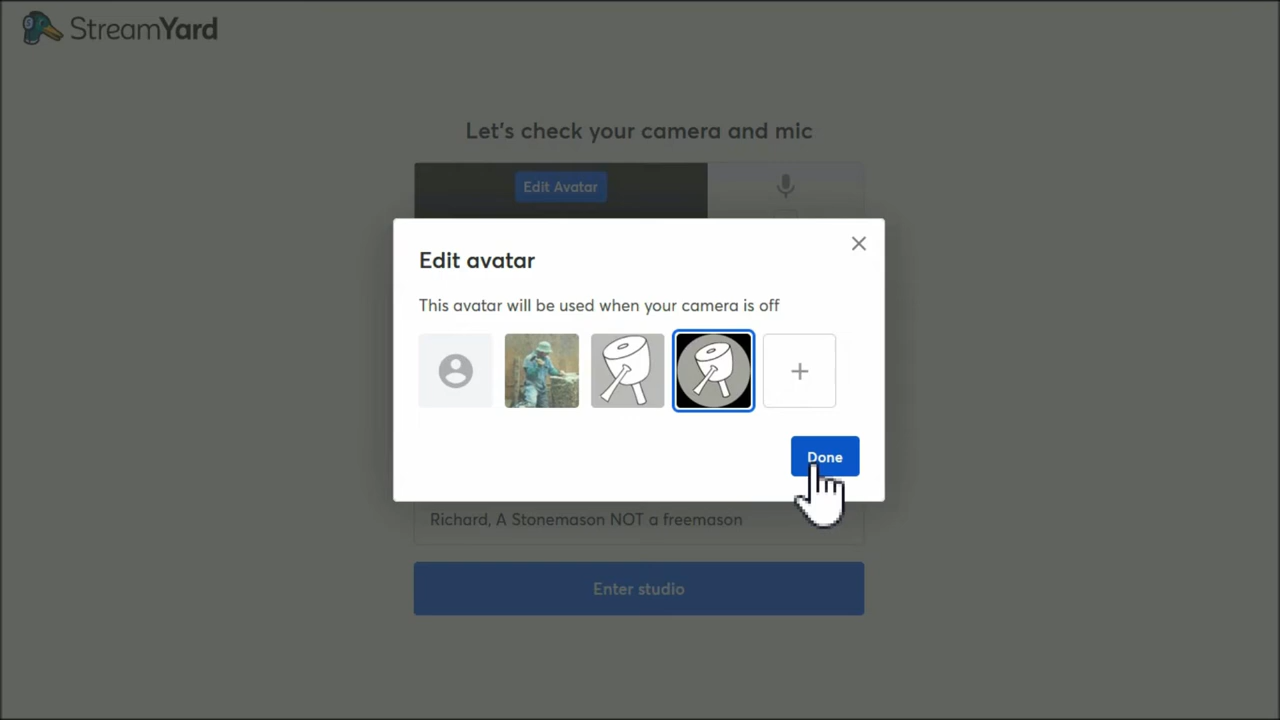 StreamYard
Let's check your camera and mic
Edit Avatar
Edit avatar
This avatar will be used when your camera is off
Done
Richard, A Stonemason NOT a freemason
Enter studio